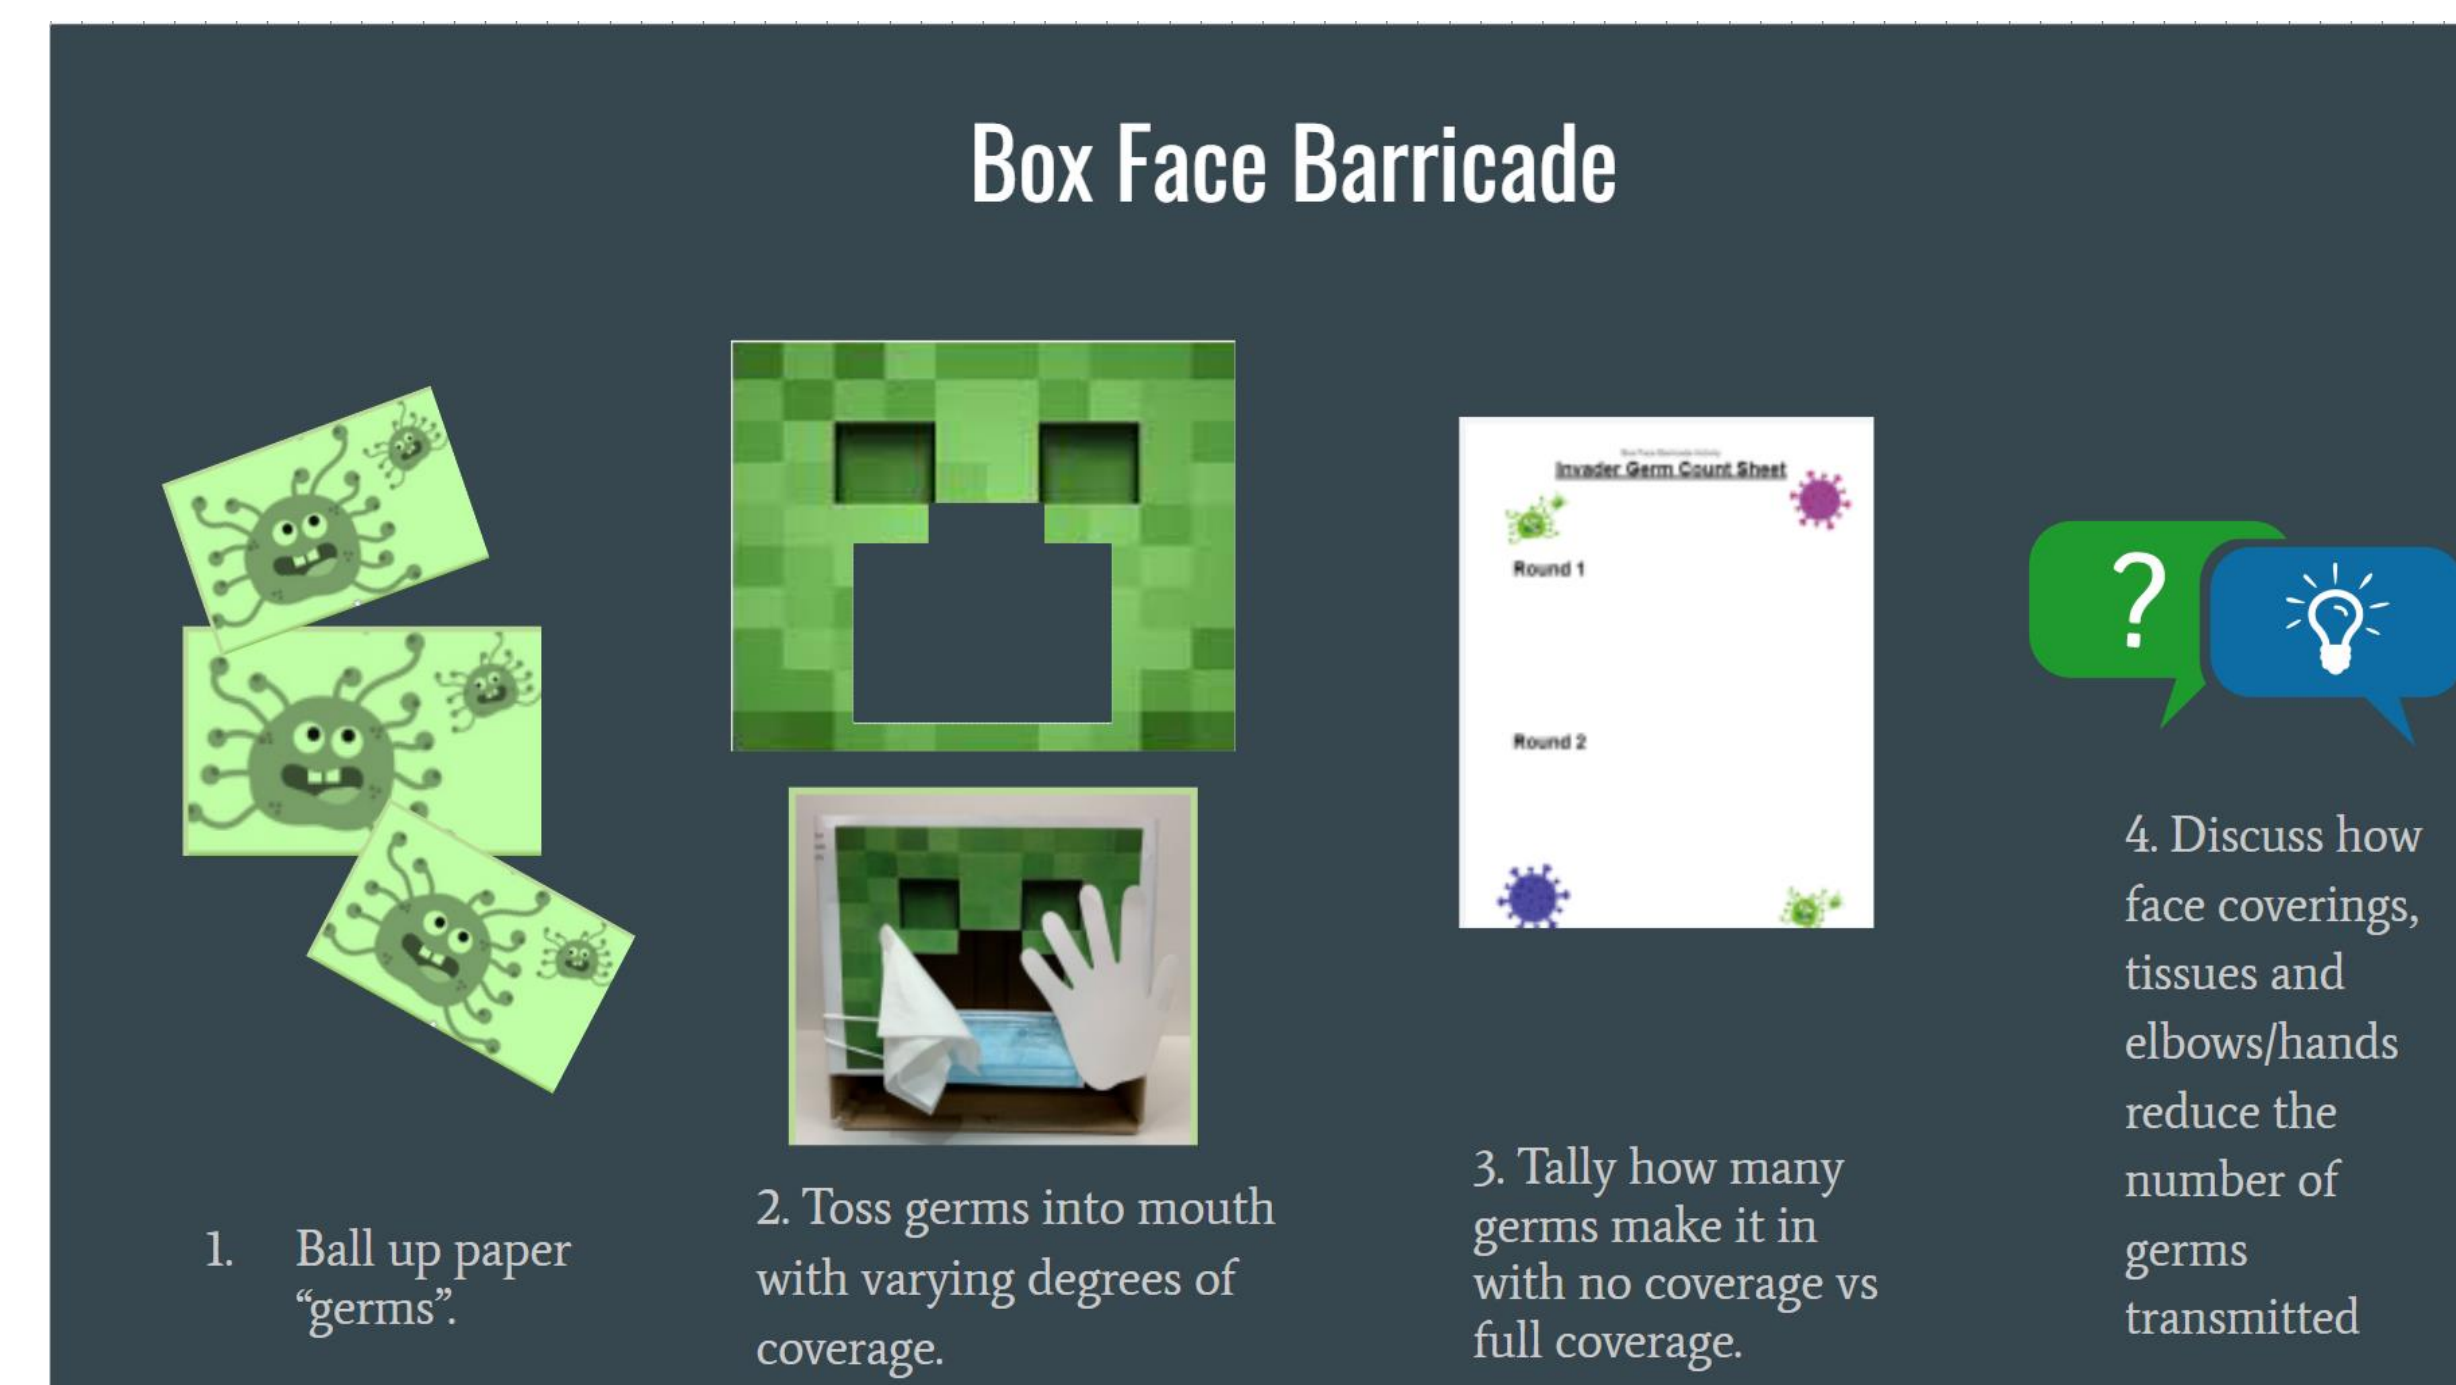 Box Face Barricade
Invader Germ Count Sheet
Round 1
Round 2
?
1. Ball up paper
“germs”.
2. Toss germs into mouth
with varying degrees of
coverage.
3. Tally how many
germs make it in
with no coverage vs
full coverage.
4. Discuss how
face coverings,
tissues and
elbows/hands
reduce the
number of
germs
transmitted